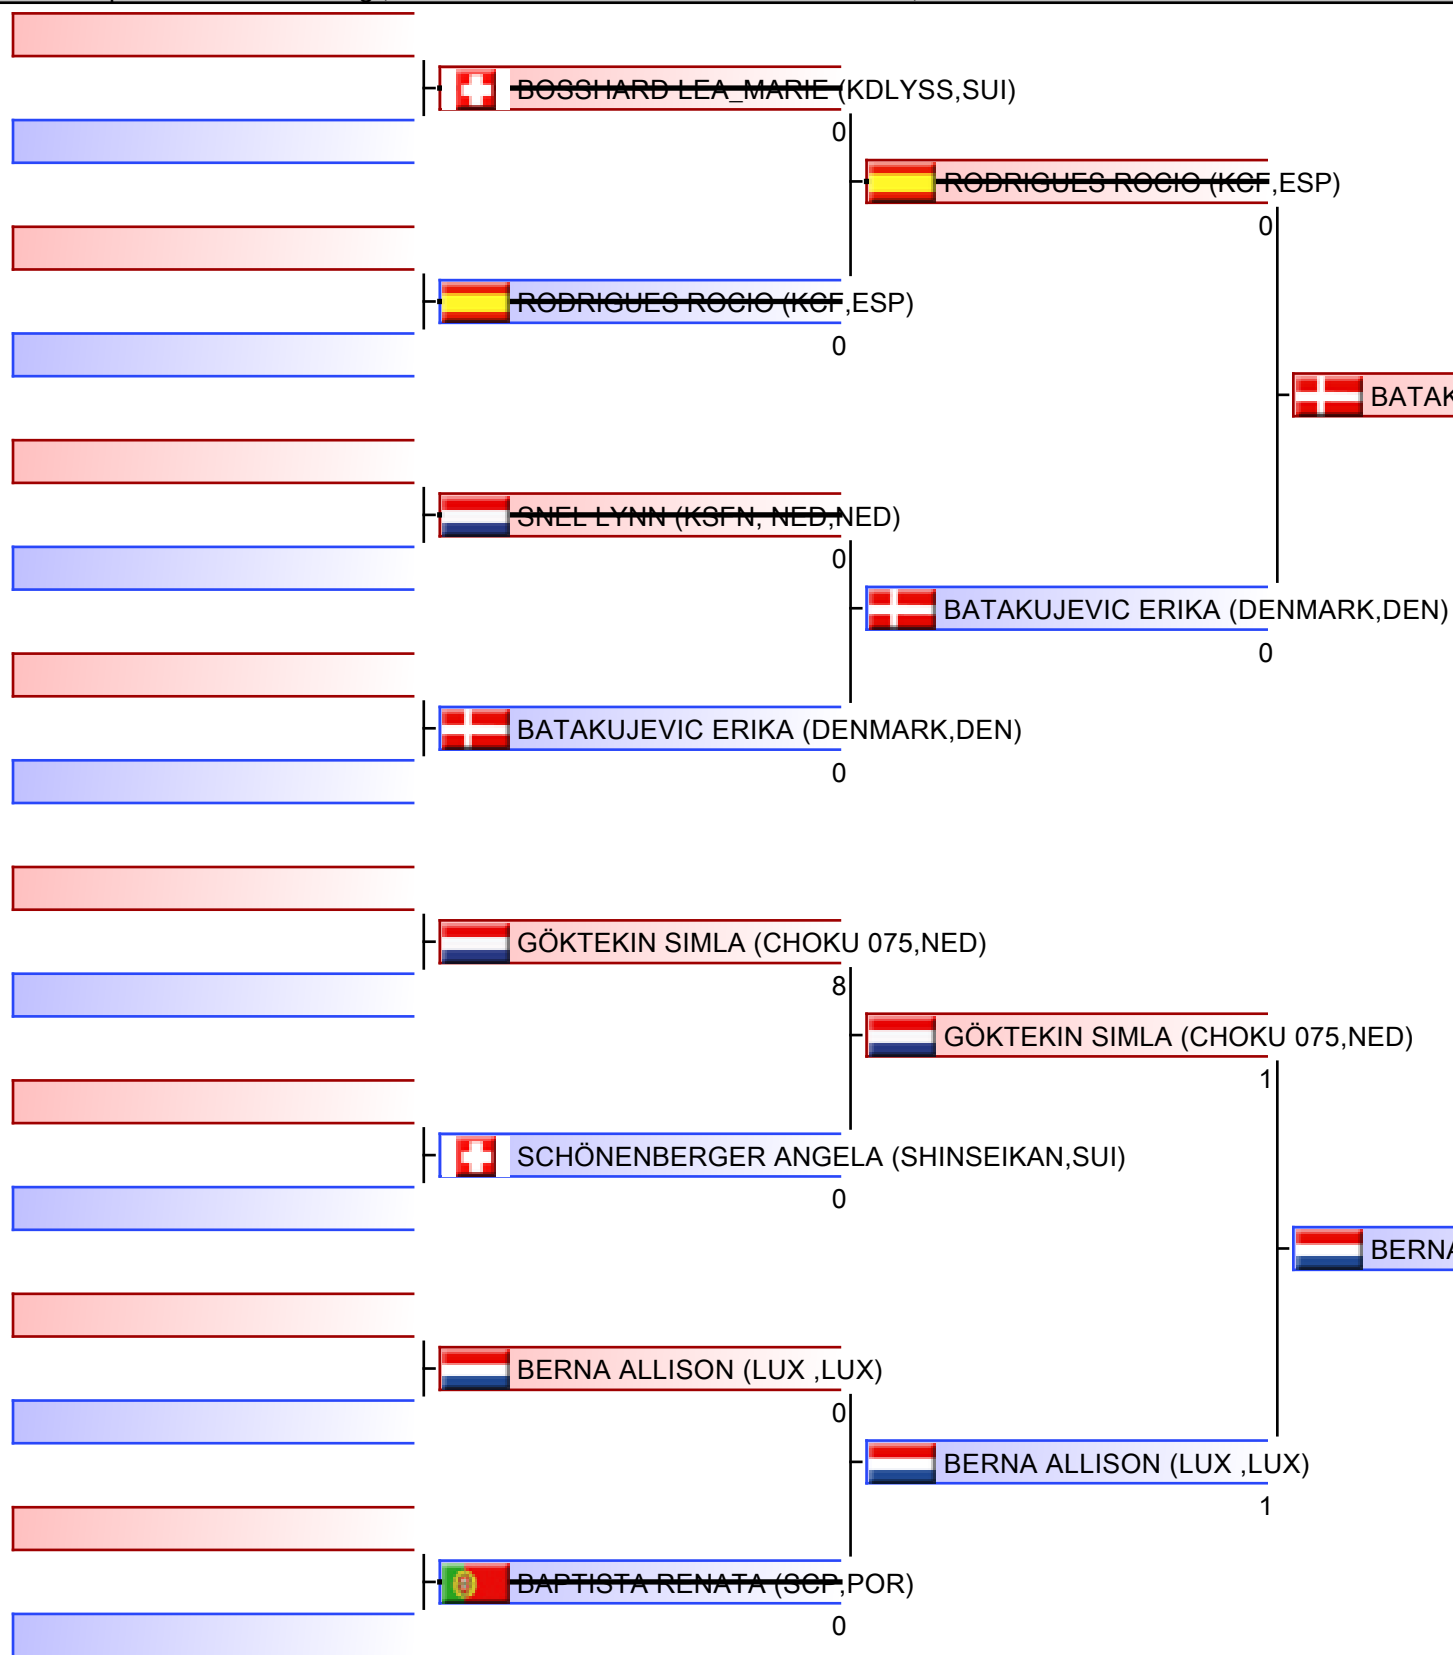 BOSSHARD LEA_MARIE (KDLYSS,SUI)
0
RODRIGUES ROCIO (KCF,ESP)
0
RODRIGUES ROCIO (KCF,ESP)
0
BATAK
SNEL LYNN (KSFN, NED,NED)
0
BATAKUJEVIC ERIKA (DENMARK,DEN)
0
BATAKUJEVIC ERIKA (DENMARK,DEN)
0
GÖKTEKIN SIMLA (CHOKU 075,NED)
8
GÖKTEKIN SIMLA (CHOKU 075,NED)
1
SCHÖNENBERGER ANGELA (SHINSEIKAN,SUI)
0
BERNA
BERNA ALLISON (LUX ,LUX)
0
BERNA ALLISON (LUX ,LUX)
1
BAPTISTA RENATA (SCP,POR)
0